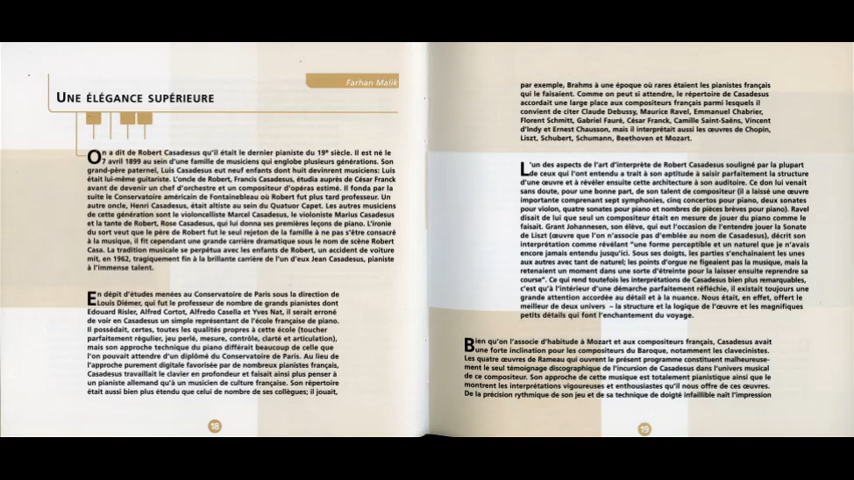 Farhan Malik
UNE ÉLÉGANCE SUPÉRIEURE
On a dit de Robert Casadesus qu'il était le dernier pianiste du 19e siècle. Il est né le
7 avril 1899 au sein d'une famille de musiciens qui englobe plusieurs générations. Son
grand-père paternel, Luis Casadesus eut neuf enfants dont huit devinrent musiciens: Luis
était lui-même guitariste. L'oncle de Robert, Francis Casadesus, étudia auprès de César Franck
avant de devenir un chef d'orchestre et un compositeur d'opéras estimé. Il fonda par la
suite le Conservatoire américain de Fontainebleau où Robert fut plus tard professeur. Un
autre oncle, Henri Casadesus, était altiste au sein du Quatuor Capet. Les autres musiciens
de cette génération sont le violoncelliste Marcel Casadesus, le violoniste Marius Casadesus
et la tante de Robert, Rose Casadesus, qui lui donna ses premières leçons de piano. L'ironie
du sort veut que le père de Robert fut le seul rejeton de la famille à ne pas s'être consacré
à la musique, il fit cependant une grande carrière dramatique sous le nom de scène Robert
Casa. La tradition musicale se perpétua avec les enfants de Robert, un accident de voiture
mit, en 1962, tragiquement fin à la brillante carrière de l'un d'eux Jean Casadesus, pianiste
à l'immense talent.
En dépit d'études menées au Conservatoire de Paris sous la direction de
Louis Diémer, qui fut le professeur de nombre de grands pianistes dont
Edouard Risler, Alfred Cortot, Alfredo Casella et Yves Nat, il serait erroné
de voir en Casadesus un simple représentant de l'école française de piano.
Il possédait, certes, toutes les qualités propres à cette école (toucher
parfaitement régulier, jeu perlé, mesure, contrôle, clarté et articulation),
mais son approche technique du piano différait beaucoup de celle que
l'on pouvait attendre d'un diplômé du Conservatoire de Paris. Au lieu de
l'approche purement digitale favorisée par de nombreux pianistes français,
Casadesus travaillait le clavier en profondeur et faisait ainsi plus penser à
un pianiste allemand qu'à un musicien de culture française. Son répertoire
était aussi bien plus étendu que celui de nombre de ses collègues; il jouait,
18
par exemple, Brahms à une époque où rares étaient les pianistes français
qui le faisaient. Comme on peut si attendre, le répertoire de Casadesus
accordait une large place aux compositeurs français parmi lesquels il
convient de citer Claude Debussy, Maurice Ravel, Emmanuel Chabrier,
Florent Schmitt, Gabriel Fauré, César Franck, Camille Saint-Saëns, Vincent
d'Indy et Ernest Chausson, mais il interprétait aussi les œuvres de Chopin,
Liszt, Schubert, Schumann, Beethoven et Mozart.
L'un des aspects de l'art d'interprète de Robert Casadesus souligné par la plupart
de ceux qui l'ont entendu a trait à son aptitude à saisir parfaitement la structure
d'une œuvre et à révéler ensuite cette architecture à son auditoire. Ce don lui venait
sans doute, pour une bonne part, de son talent de compositeur (il a laissé une œuvre
importante comprenant sept symphonies, cinq concertos pour piano, deux sonates
pour violon, quatre sonates pour piano et nombres de pièces brèves pour piano). Ravel
disait de lui que seul un compositeur était en mesure de jouer du piano comme le
faisait. Grant Johannesen, son élève, qui eut l'occasion de l'entendre jouer la Sonate
de Liszt (œuvre que l'on n'associe pas d'emblée au nom de Casadesus), décrit son
interprétation comme révélant "une forme perceptible et un naturel que je n'avais
encore jamais entendu jusqu'ici. Sous ses doigts, les parties s'enchaînaient les unes
aux autres avec tant de naturel; les points d'orgue ne figeaient pas la musique, mais la
retenaient un moment dans une sorte d'étreinte pour la laisser ensuite reprendre sa
course". Ce qui rend toutefois les interprétations de Casadesus bien plus remarquables,
c'est qu'à l'intérieur d'une démarche parfaitement réfléchie, il existait toujours une
grande attention accordée au détail et à la nuance. Nous était, en effet, offert le
meilleur de deux univers – la structure et la logique de l'œuvre et les magnifiques
petits détails qui font l'enchantement du voyage.
Bien qu'on l'associe d'habitude à Mozart et aux compositeurs français, Casadesus avait
une forte inclination pour les compositeurs du Baroque, notamment les clavecinistes.
Les quatre œuvres de Rameau qui ouvrent le présent programme constituent malheureuse-
ment le seul témoignage discographique de l'incursion de Casadesus dans l'univers musical
de ce compositeur. Son approche de cette musique est totalement pianistique ainsi que le
montrent les interprétations vigoureuses et enthousiastes qu'il nous offre de ces œuvres.
De la précision rythmique de son jeu et de sa technique de doigté infaillible naît l'impression
19